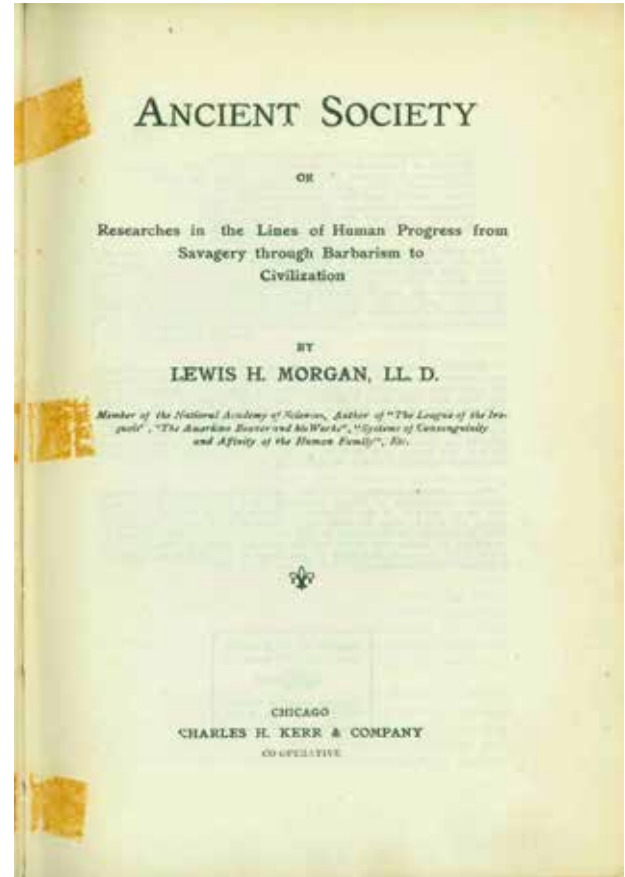 ANCIENT SOCIETY
OR
Researches in the Lines of Human Progress from
Savagery through Barbarism to
Civilization
BY
LEWIS H. MORGAN, LL. D.
Member of the National Academy of Sciences, Author of "The League of the Iro-
quois", "The American Beaver and his Works", "Systems of Consanguinity
and Affinity of the Human Family", Etc.
CHICAGO
CHARLES H. KERR & COMPANY
CO-OPERATIVE